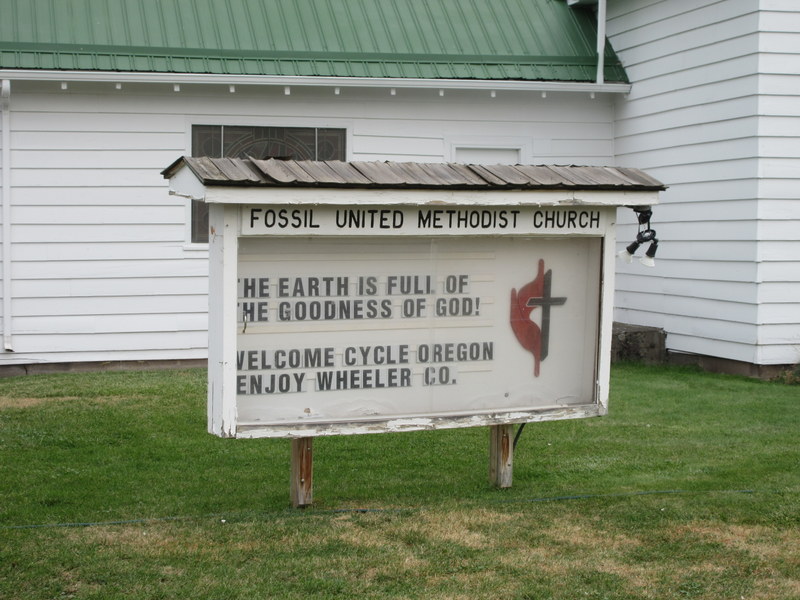 FOSSIL UNITED METHODIST CHURCH
THE EARTH IS FULL OF
THE GOODNESS OF GOD!
WELCOME CYCLE OREGON
ENJOY WHEELER CO.